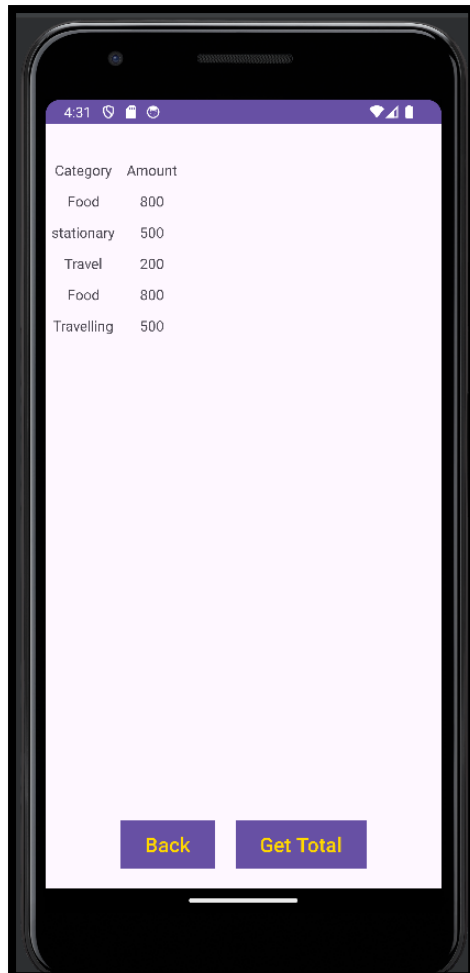 4:31
Category Amount
Food 800
stationary 500
Travel 200
Food 800
Travelling 500
Back Get Total